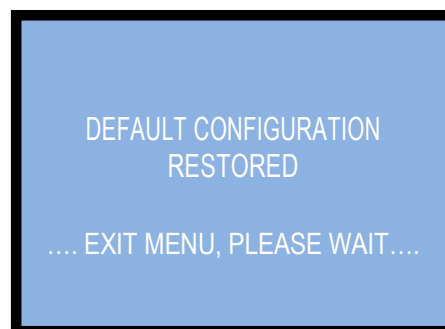 DEFAULT CONFIGURATION
RESTORED
.... EXIT MENU, PLEASE WAIT....